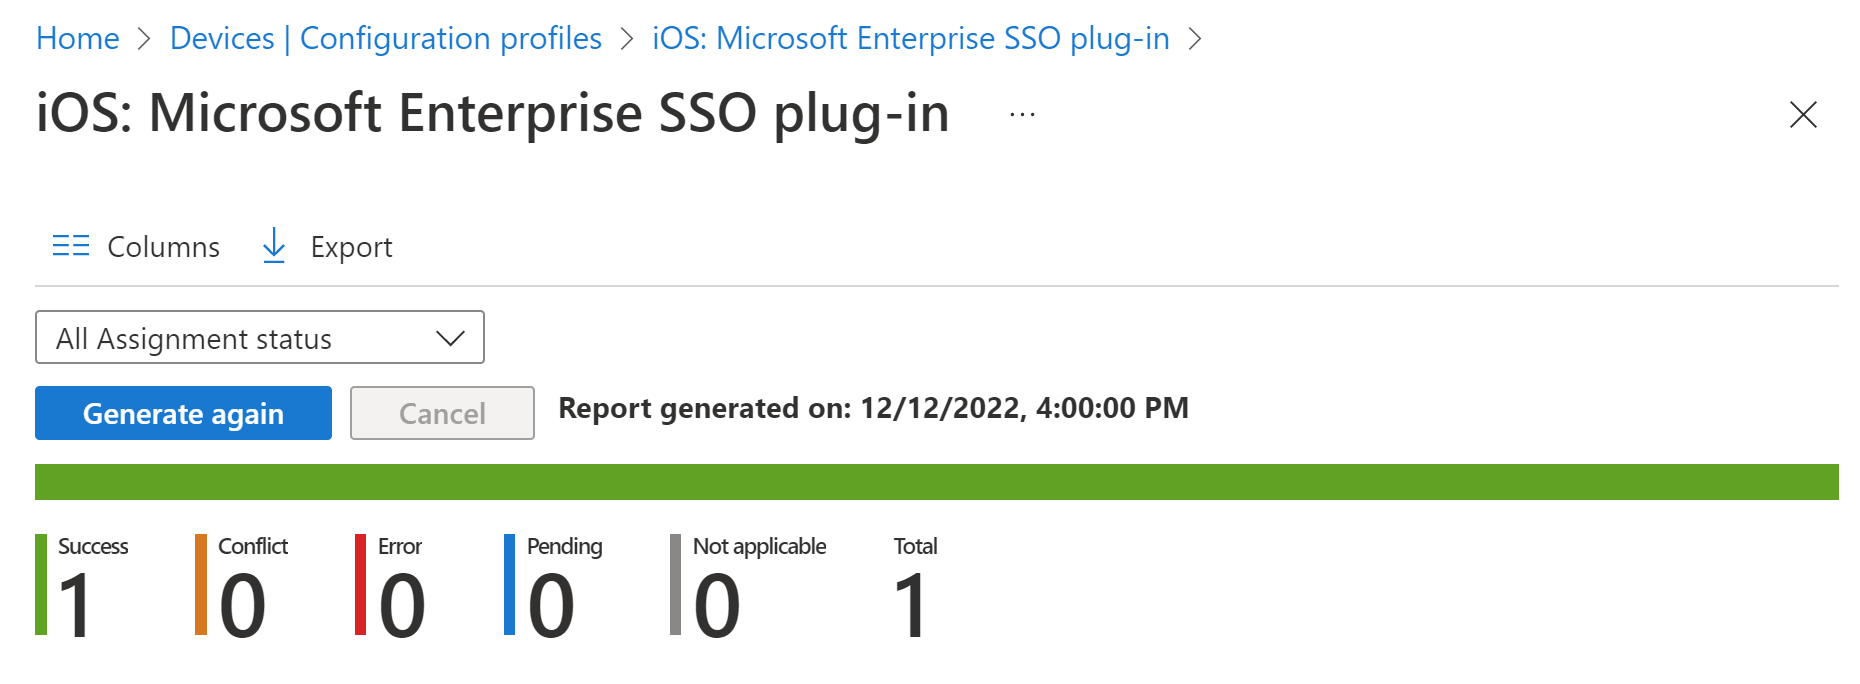 Home > Devices | Configuration profiles > iOS: Microsoft Enterprise SSO plug-in >
iOS: Microsoft Enterprise SSO plug-in ...
Columns Export
All Assignment status
Generate again Cancel Report generated on: 12/12/2022, 4:00:00 PM
Success Conflict Error Pending Not applicable Total
1 0 0 0 0 1